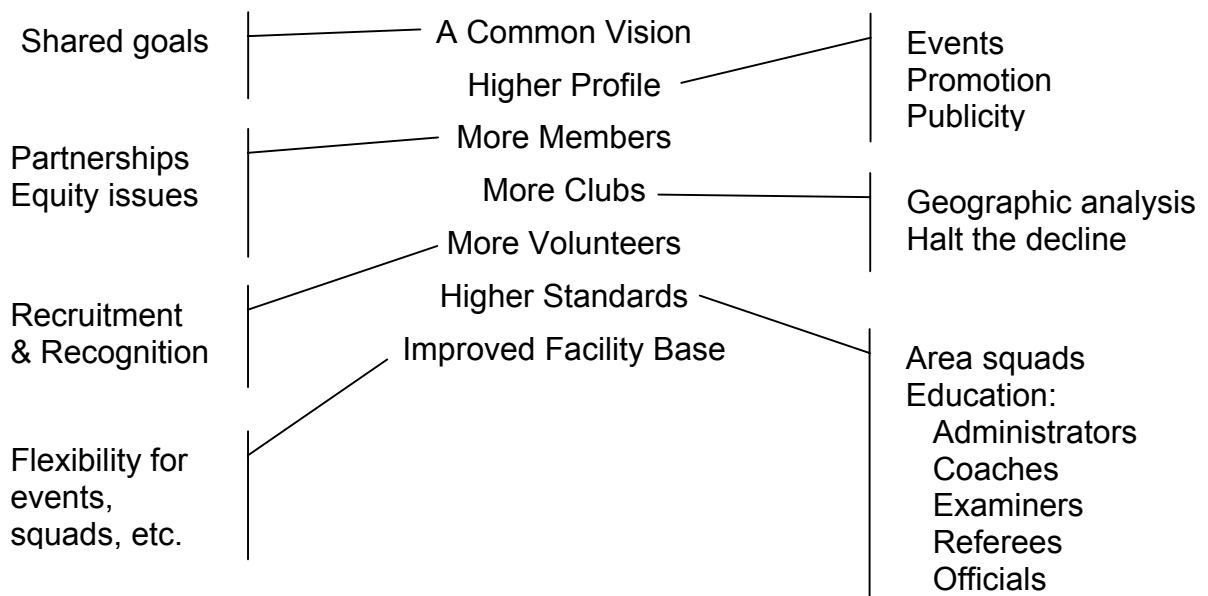 Shared goals
Partnerships
Equity issues
Recruitment
& Recognition
Flexibility for
events,
squads, etc.
A Common Vision
Higher Profile
More Members
More Clubs
More Volunteers
Higher Standards
Improved Facility Base
Events
Promotion
Publicity
Geographic analysis
Halt the decline
Area squads
Education:
Administrators
Coaches
Examiners
Referees
Officials